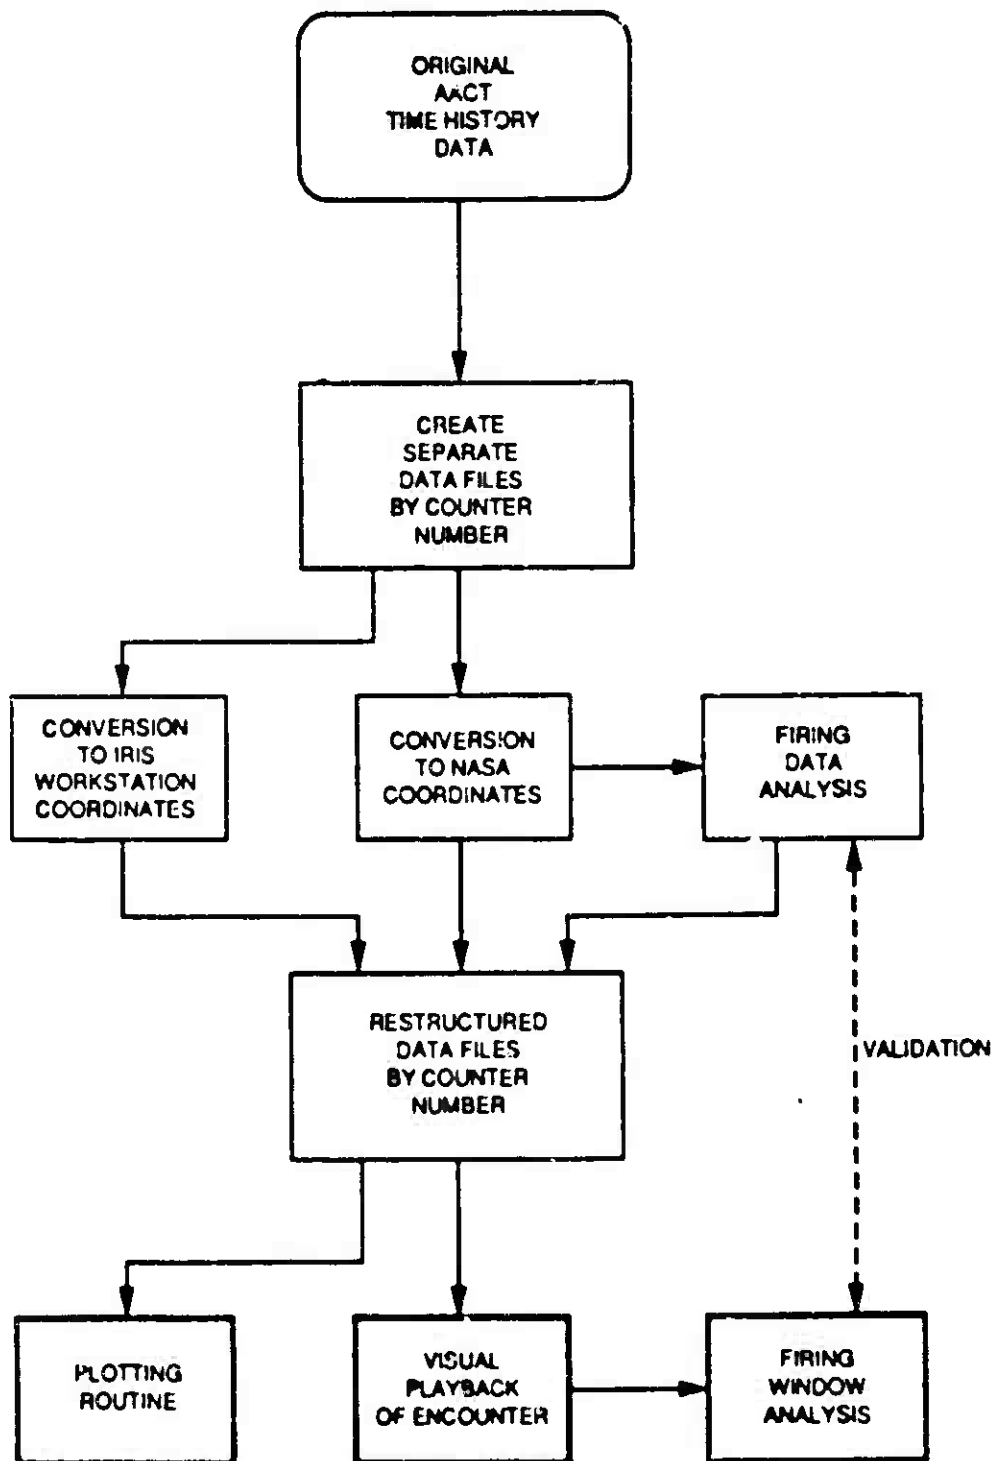 ORIGINAL
AACT
TIME HISTORY
DATA
CREATE
SEPARATE
DATA FILES
BY COUNTER
NUMBER
CONVERSION
TO IRIS
WORKSTATION
COORDINATES
CONVERSION
TO NASA
COORDINATES
FIRING
DATA
ANALYSIS
RESTRUCTURED
DATA FILES
BY COUNTER
NUMBER
VALIDATION
PLOTTING
ROUTINE
VISUAL
PLAYBACK
OF ENCOUNTER
FIRING
WINDOW
ANALYSIS